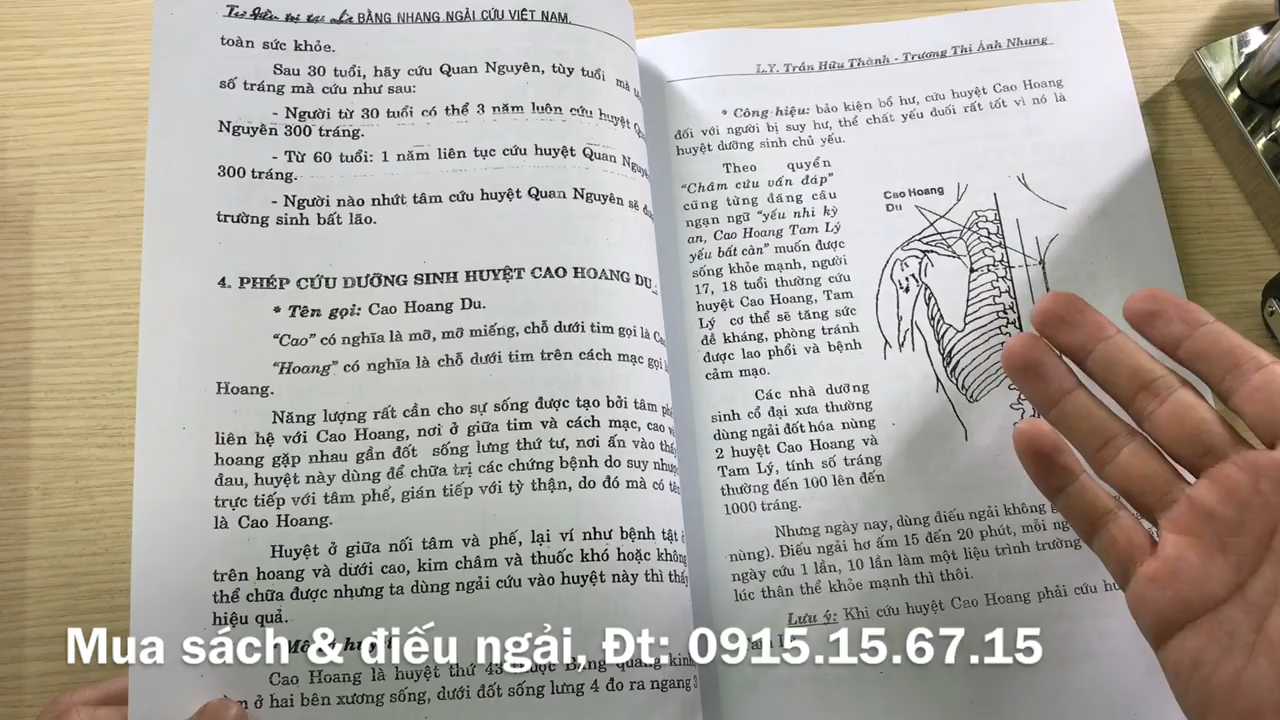 BẰNG NHANG NGẢI CỨU VIỆT NAM.
toàn sức khỏe.
Sau 30 tuổi, hãy cứu Quan Nguyên, tùy tuổi mà
số tráng mà cứu như sau:
- Người từ 30 tuổi có thể 3 năm luôn cứu huyệt
Nguyên 300 tráng.
- Từ 60 tuổi: 1 năm liên tục cứu huyệt Quan
300 tráng.
- Người nào nhứt tâm cứu huyệt Quan Nguyên sẽ
trường sinh bất lão.
4. PHÉP CỨU DƯỠNG SINH HUYỆT CAO HOANG DU:
* Tên gọi: Cao Hoang Du.
“Cao” có nghĩa là mỡ, mỡ miếng, chỗ dưới tim gọi là
“Hoang” có nghĩa là chỗ dưới tim trên cách mạc gọi
Hoang.
Năng lượng rất cần cho sự sống được tạo bởi tâm
liên hệ với Cao Hoang, nơi ở giữa tim và cách mạc, cao
hoang gặp nhau gần đốt sống lưng thứ tư, nơi ấn vào
đau, huyệt này dùng để chữa trị các chứng bệnh do suy
trực tiếp với tâm phế, gián tiếp với tỳ thận, do đó mà có
là Cao Hoang.
Huyệt ở giữa nối tâm và phế, lại ví như bệnh tật
trên hoang và dưới cao, kim châm và thuốc khó hoặc không
thể chữa được nhưng ta dùng ngải cứu vào huyệt này thì thấy
hiệu quả.
Cao Hoang là huyệt thứ 43 Bàng quang
ở hai bên xương sống, dưới đốt sống lưng 4 đo ra ngang 3
L.Y. Trần Hữu Thành - Trương Thị Ánh Nhung
* Công hiệu: bảo kiện bổ hư, cứu huyệt Cao Hoang
đối với người bị suy hư, thể chất yếu đuối rất tốt vì nó là
huyệt dưỡng sinh chủ yếu.
Theo quyển
“Châm cứu vấn đáp”
cũng từng đăng câu
ngạn ngữ “yếu nhi kỳ
an, Cao Hoang Tam Lý
yếu bất càn” muốn được
sống khỏe mạnh, người
17, 18 tuổi thường cứu
huyệt Cao Hoang, Tam
Lý cơ thể sẽ tăng sức
đề kháng, phòng tránh
được lao phổi và bệnh
cảm mạo.
Cao Hoang
Du
Các nhà dưỡng
sinh cổ đại xưa thường
dùng ngải đốt hóa nùng
2 huyệt Cao Hoang và
Tam Lý, tính số tráng
thường đến 100 lên đến
1000 tráng.
Nhưng ngày nay, dùng điếu ngải không
nùng). Điếu ngải hơ ấm 15 đến 20 phút, mỗi
ngày cứu 1 lần, 10 lần làm một liệu trình trường
lúc thân thể khỏe mạnh thì thôi.
Lưu ý: Khi cứu huyệt Cao Hoang phải cứu
Mua sách & điếu ngải, Đt: 0915.15.67.15